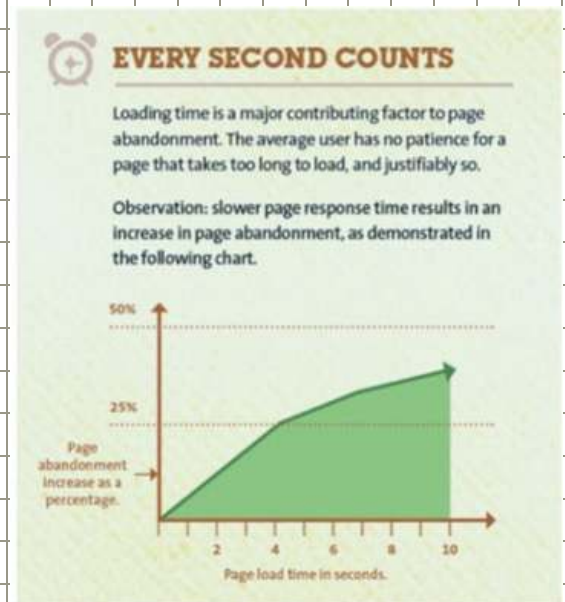 EVERY SECOND COUNTS
Loading time is a major contributing factor to page
abandonment. The average user has no patience for a
page that takes too long to load, and justifiably so.
Observation: slower page response time results in an
increase in page abandonment, as demonstrated in
the following chart.
50%
25%
Page
abandonment
increase as a
percentage.
2 4 6 8 10
Page load time in seconds.